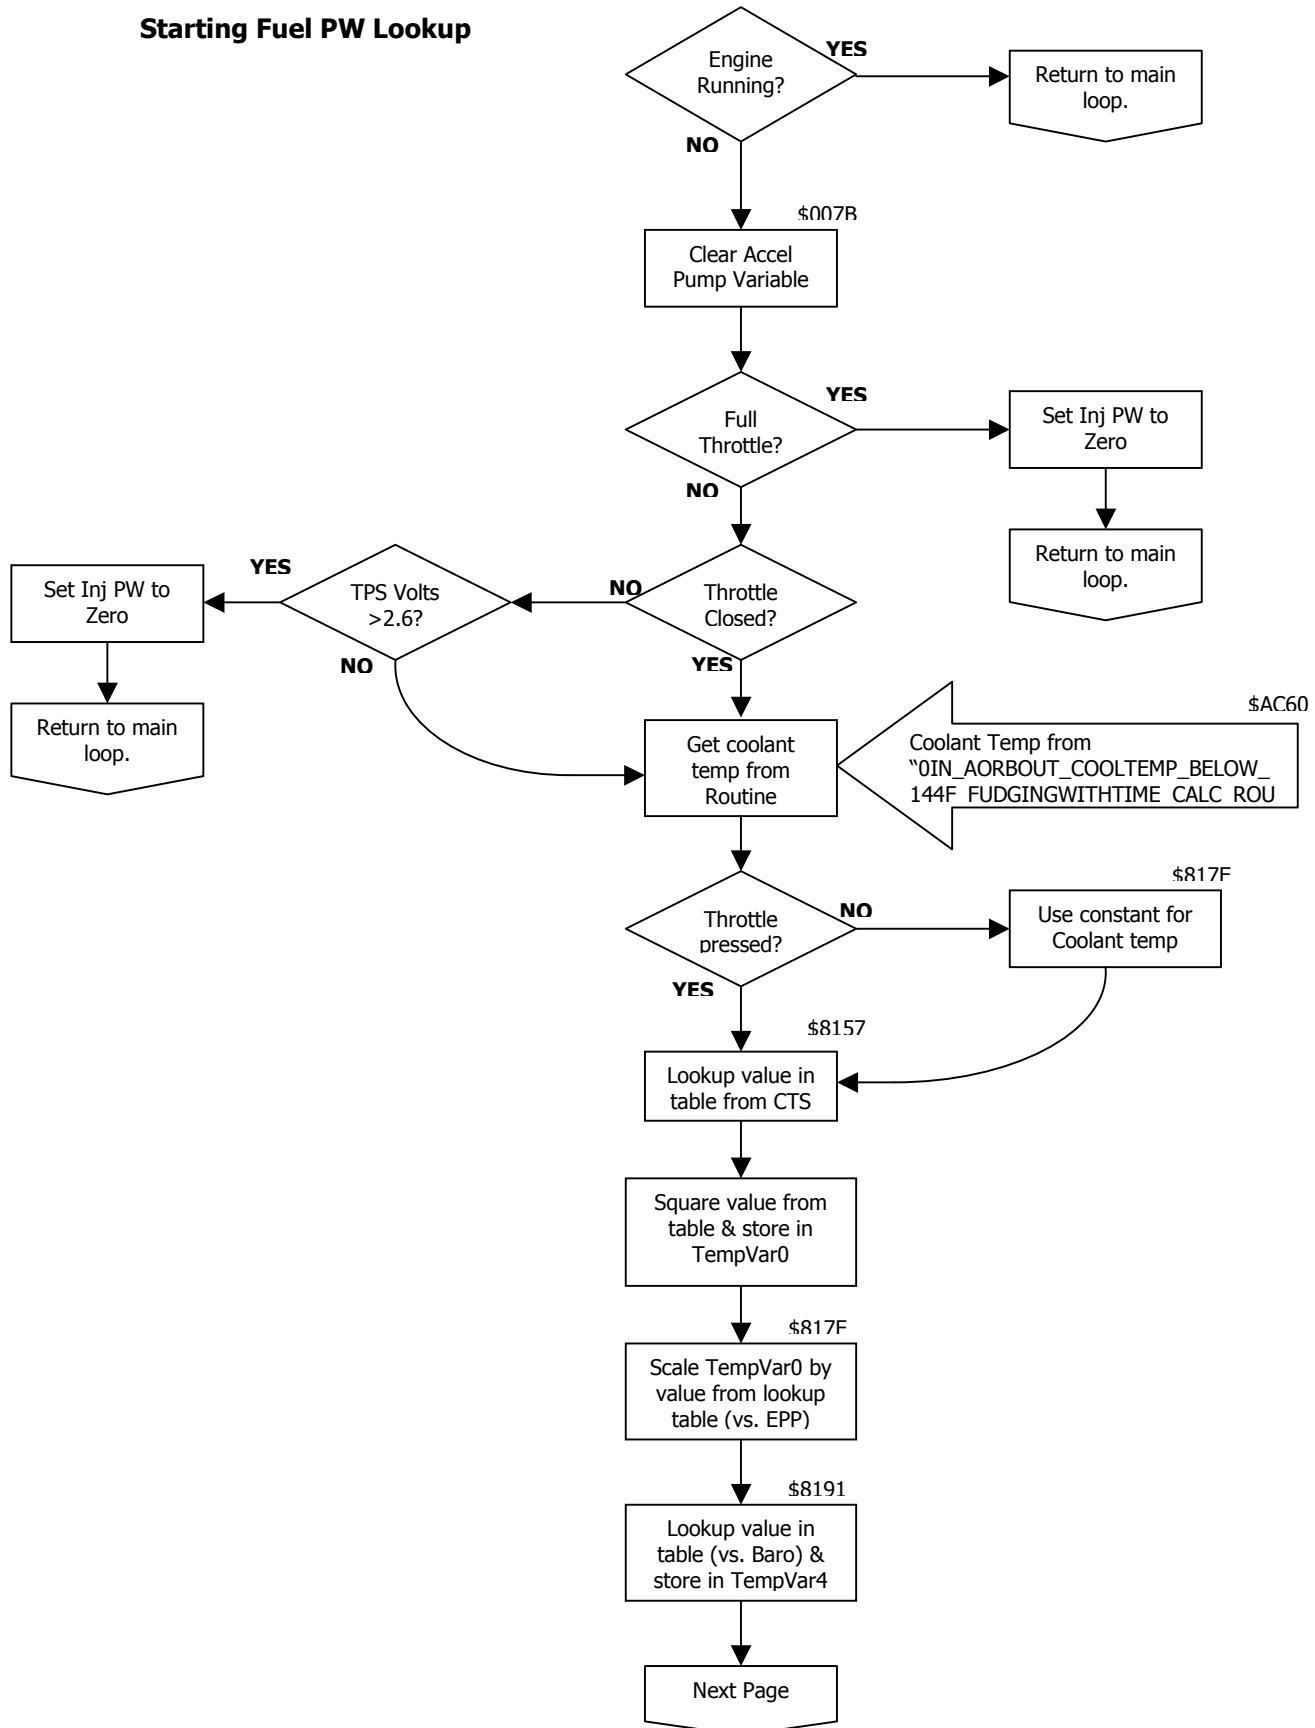 Starting Fuel PW Lookup
Engine
Running?
YES
Return to main
loop.
NO
$007B
Clear Accel
Pump Variable
Full
Throttle?
YES
Set Inj PW to
Zero
NO
Return to main
loop.
Throttle
Closed?
NO
TPS Volts
>2.6?
YES
Set Inj PW to
Zero
NO
Return to main
loop.
YES
Get coolant
temp from
Routine
$AC60
Coolant Temp from
“0IN_AORBOUT_COOLTEMP_BELOW_
144F_FUDGINGWITHTIME_CALC_ROU
Throttle
pressed?
NO
$817F
Use constant for
Coolant temp
YES
$8157
Lookup value in
table from CTS
Square value from
table & store in
TempVar0
$817F
Scale TempVar0 by
value from lookup
table (vs. EPP)
$8191
Lookup value in
table (vs. Baro) &
store in TempVar4
Next Page